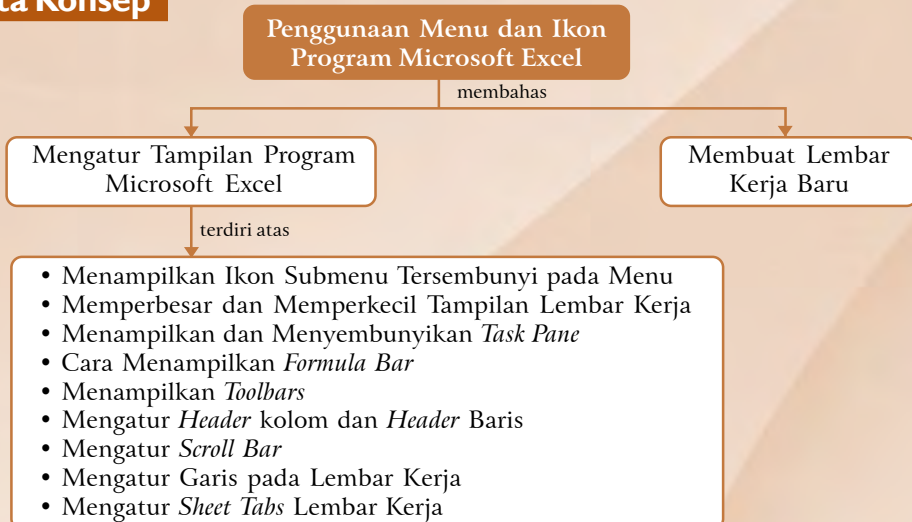 ta Konsep
Penggunaan Menu dan Ikon
Program Microsoft Excel
membahas
Mengatur Tampilan Program
Microsoft Excel
Membuat Lembar
Kerja Baru
terdiri atas
• Menampilkan Ikon Submenu Tersembunyi pada Menu
• Memperbesar dan Memperkecil Tampilan Lembar Kerja
• Menampilkan dan Menyembunyikan Task Pane
• Cara Menampilkan Formula Bar
• Menampilkan Toolbars
• Mengatur Header kolom dan Header Baris
• Mengatur Scroll Bar
• Mengatur Garis pada Lembar Kerja
• Mengatur Sheet Tabs Lembar Kerja